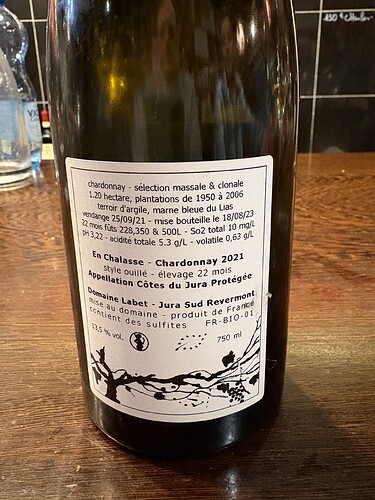 chardonnay - sélection massale & clonale
1.20 hectare, plantations de 1950 à 2006
terroir d'argile, marne bleue du Lias
vendange 25/09/21 - mise bouteille le 18/08/23
22 mois fûts 228,350 & 500L - So2 total 10 mg/L
pH 3,22 - acidité totale 5.3 g/L - volatile 0,63 g/L
En Chalasse - Chardonnay 2021
style ouillé - élevage 22 mois
Appellation Côtes du Jura Protégée
Domaine Labet - Jura Sud Revermont
mise au domaine - produit de France
contient des sulfites FR-BIO-01
13,5 % vol. 750 ml